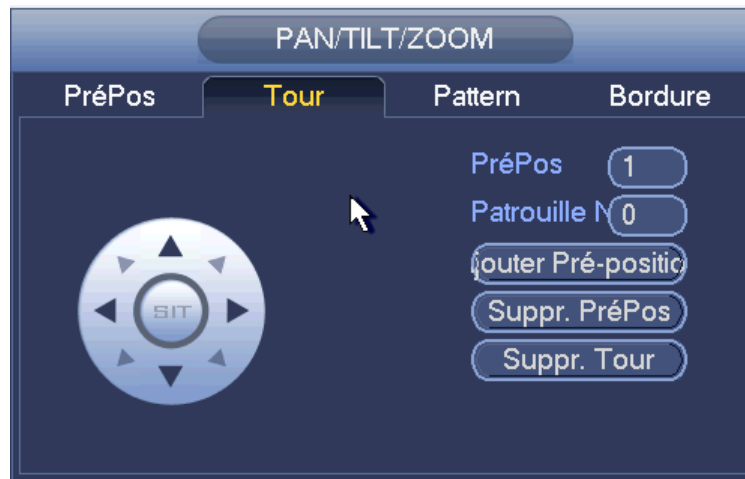 PAN/TILT/ZOOM
PréPos Tour Pattern Bordure
PréPos 1
Patrouille N 0
jouter Pré-positio
SIT
Suppr. PréPos
Suppr. Tour